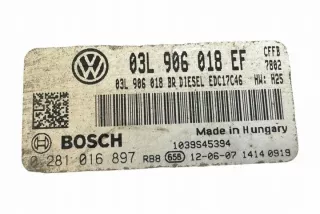 03L 906 018 EF
CFFB
7802
03L 906 018 BR DIESEL EDC17C46
HW: H25
BOSCH
Made in Hungary
1039S45394
0 281 016 897
RB8 656 12-06-07 1414 0919